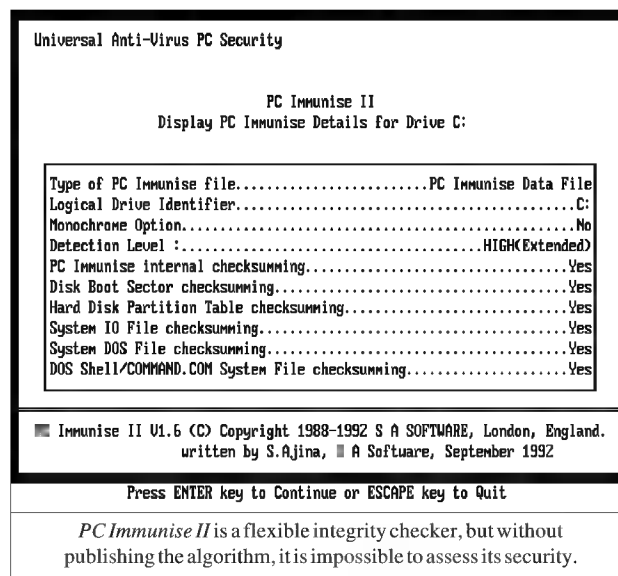 Universal Anti-Virus PC Security
PC Immunise II
Display PC Immunise Details for Drive C:
Type of PC Immunise file........................PC Immunise Data File
Logical Drive Identifier..........................................C:
Monochrome Option.................................................No
Detection Level :..................................HIGH(Extended)
PC Immunise internal checksumming................................Yes
Disk Boot Sector checksumming....................................Yes
Hard Disk Partition Table checksumming...........................Yes
System IO File checksumming......................................Yes
System DOS File checksumming.....................................Yes
DOS Shell/COMMAND.COM System File checksumming...................Yes
Immunise II V1.6 (C) Copyright 1988-1992 S A SOFTWARE, London, England.
written by S.Ajina, A Software, September 1992
Press ENTER key to Continue or ESCAPE key to Quit
PC Immunise II is a flexible integrity checker, but without
publishing the algorithm, it is impossible to assess its security.